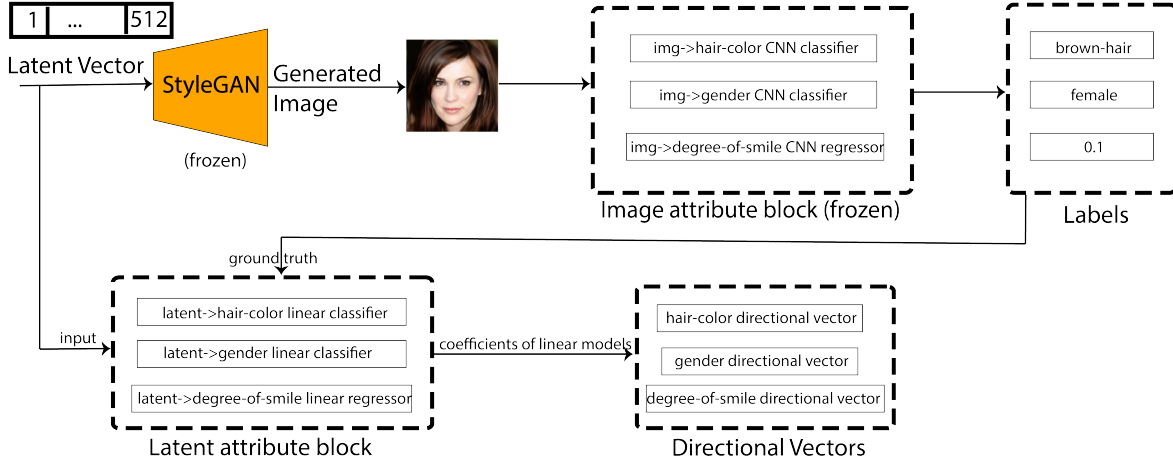 1 ... 512
Latent Vector
StyleGAN
(frozen)
Generated
Image
img->hair-color CNN classifier
img->gender CNN classifier
img->degree-of-smile CNN regressor
Image attribute block (frozen)
brown-hair
female
0.1
Labels
ground truth
input
latent->hair-color linear classifier
latent->gender linear classifier
latent->degree-of-smile linear regressor
Latent attribute block
coefficients of linear models
hair-color directional vector
gender directional vector
degree-of-smile directional vector
Directional Vectors